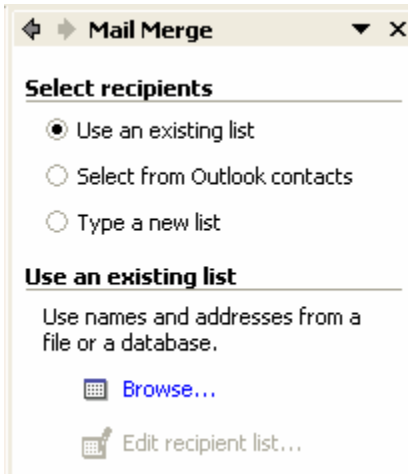 Mail Merge
Select recipients
Use an existing list
Select from Outlook contacts
Type a new list
Use an existing list
Use names and addresses from a
file or a database.
Browse...
Edit recipient list...